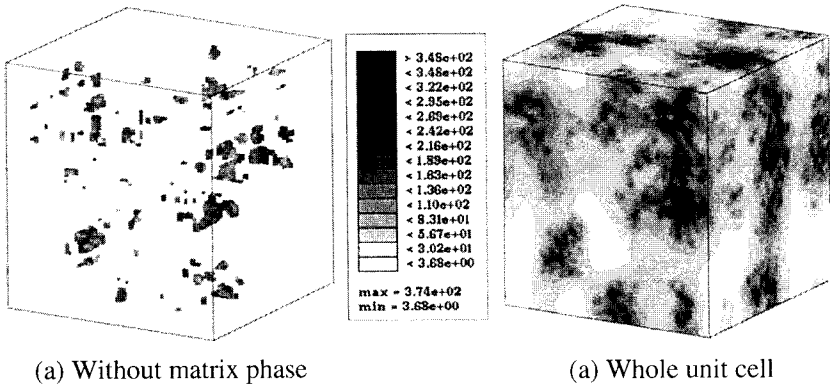 > 3.48e+02
< 3.48e+02
< 3.22e+02
< 2.95e+02
< 2.69e+02
< 2.42e+02
< 2.16e+02
< 1.89e+02
< 1.63e+02
< 1.36e+02
< 1.10e+02
< 8.31e+01
< 5.67e+01
< 3.02e+01
< 3.68e+00
max = 3.74e+02
min = 3.68e+00
(a) Without matrix phase
(a) Whole unit cell